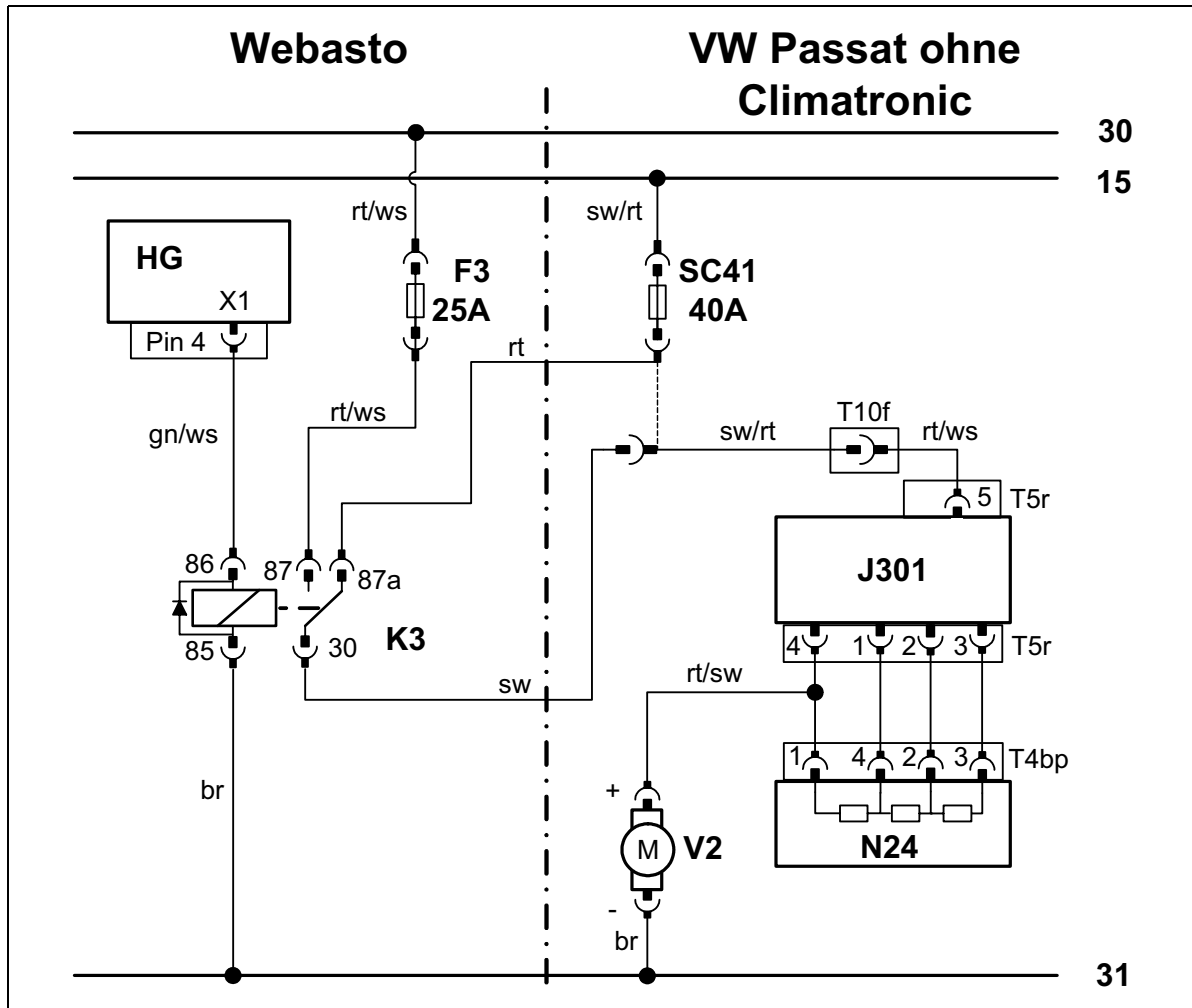 Webasto
VW Passat ohne
Climatronic
30
15
rt/ws
sw/rt
HG
X1
Pin 4
F3
25A
SC41
40A
rt
gn/ws
rt/ws
T10f
sw/rt
rt/ws
5
T5r
J301
86
87
87a
85
30
K3
4
1
2
3
T5r
sw
rt/sw
1
4
2
3
T4bp
br
+
M
V2
N24
-
br
31